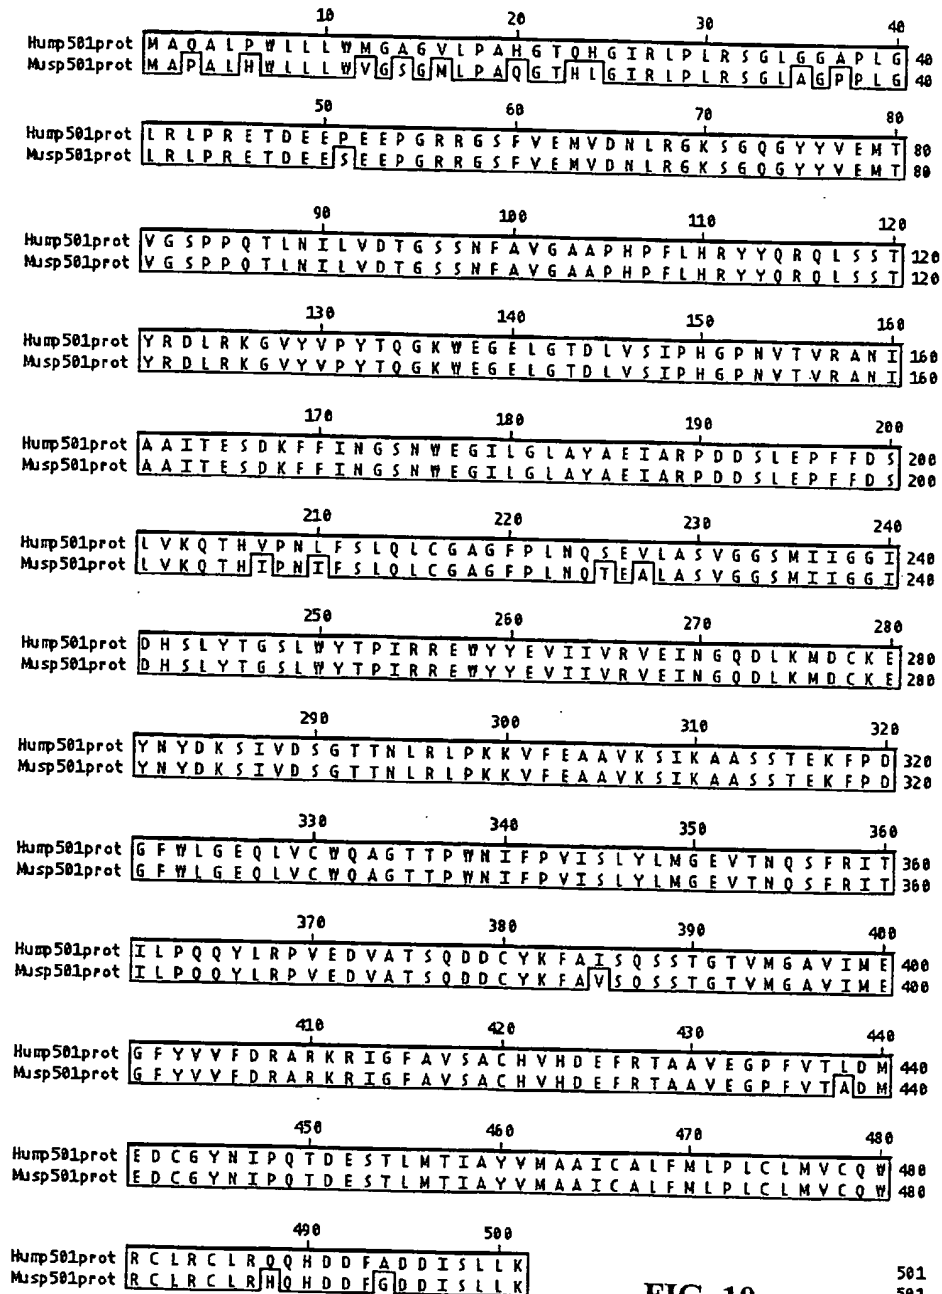 10 20 30 40
Hump501prot M A Q A L P W L L L W M G A G V L P A H G T Q H G I R L P L R S G L G G A P L G 40
Musp501prot M A P A L H W L L L W V G S G M L P A Q G T H L G I R L P L R S G L A G P P L G 40
50 60 70 80
Hump501prot L R L P R E T D E E P E E P G R R G S F V E M V D N L R G K S G Q G Y Y V E M T 80
Musp501prot L R L P R E T D E E S E E P G R R G S F V E M V D N L R G K S G Q G Y Y V E M T 80
90 100 110 120
Hump501prot V G S P P Q T L N I L V D T G S S N F A V G A A P H P F L H R Y Y Q R Q L S S T 120
Musp501prot V G S P P Q T L N I L V D T G S S N F A V G A A P H P F L H R Y Y Q R Q L S S T 120
130 140 150 160
Hump501prot Y R D L R K G V Y V P Y T Q G K W E G E L G T D L V S I P H G P N V T V R A N I 160
Musp501prot Y R D L R K G V Y V P Y T Q G K W E G E L G T D L V S I P H G P N V T V R A N I 160
170 180 190 200
Hump501prot A A I T E S D K F F I N G S N W E G I L G L A Y A E I A R P D D S L E P F F D S 200
Musp501prot A A I T E S D K F F I N G S N W E G I L G L A Y A E I A R P D D S L E P F F D S 200
210 220 230 240
Hump501prot L V K Q T H V P N L F S L Q L C G A G F P L N Q S E V L A S V G G S M I I G G I 240
Musp501prot L V K Q T H I P N I F S L Q L C G A G F P L N Q T E A L A S V G G S M I I G G I 240
250 260 270 280
Hump501prot D H S L Y T G S L W Y T P I R R E W Y Y E V I I V R V E I N G Q D L K M D C K E 280
Musp501prot D H S L Y T G S L W Y T P I R R E W Y Y E V I I V R V E I N G Q D L K M D C K E 280
290 300 310 320
Hump501prot Y N Y D K S I V D S G T T N L R L P K K V F E A A V K S I K A A S S T E K F P D 320
Musp501prot Y N Y D K S I V D S G T T N L R L P K K V F E A A V K S I K A A S S T E K F P D 320
330 340 350 360
Hump501prot G F W L G E Q L V C W Q A G T T P W N I F P V I S L Y L M G E V T N Q S F R I T 360
Musp501prot G F W L G E Q L V C W Q A G T T P W N I F P V I S L Y L M G E V T N Q S F R I T 360
370 380 390 400
Hump501prot I L P Q Q Y L R P V E D V A T S Q D D C Y K F A I S Q S S T G T V M G A V I M E 400
Musp501prot I L P Q Q Y L R P V E D V A T S Q D D C Y K F A V S Q S S T G T V M G A V I M E 400
410 420 430 440
Hump501prot G F Y V V F D R A R K R I G F A V S A C H V H D E F R T A A V E G P F V T L D M 440
Musp501prot G F Y V V F D R A R K R I G F A V S A C H V H D E F R T A A V E G P F V T A D M 440
450 460 470 480
Hump501prot E D C G Y N I P Q T D E S T L M T I A Y V M A A I C A L F M L P L C L M V C Q W 480
Musp501prot E D C G Y N I P Q T D E S T L M T I A Y V M A A I C A L F M L P L C L M V C Q W 480
490 500
Hump501prot R C L R C L R Q Q H D D F A D D I S L L K 501
Musp501prot R C L R C L R H Q H D D F G D D I S L L K 501